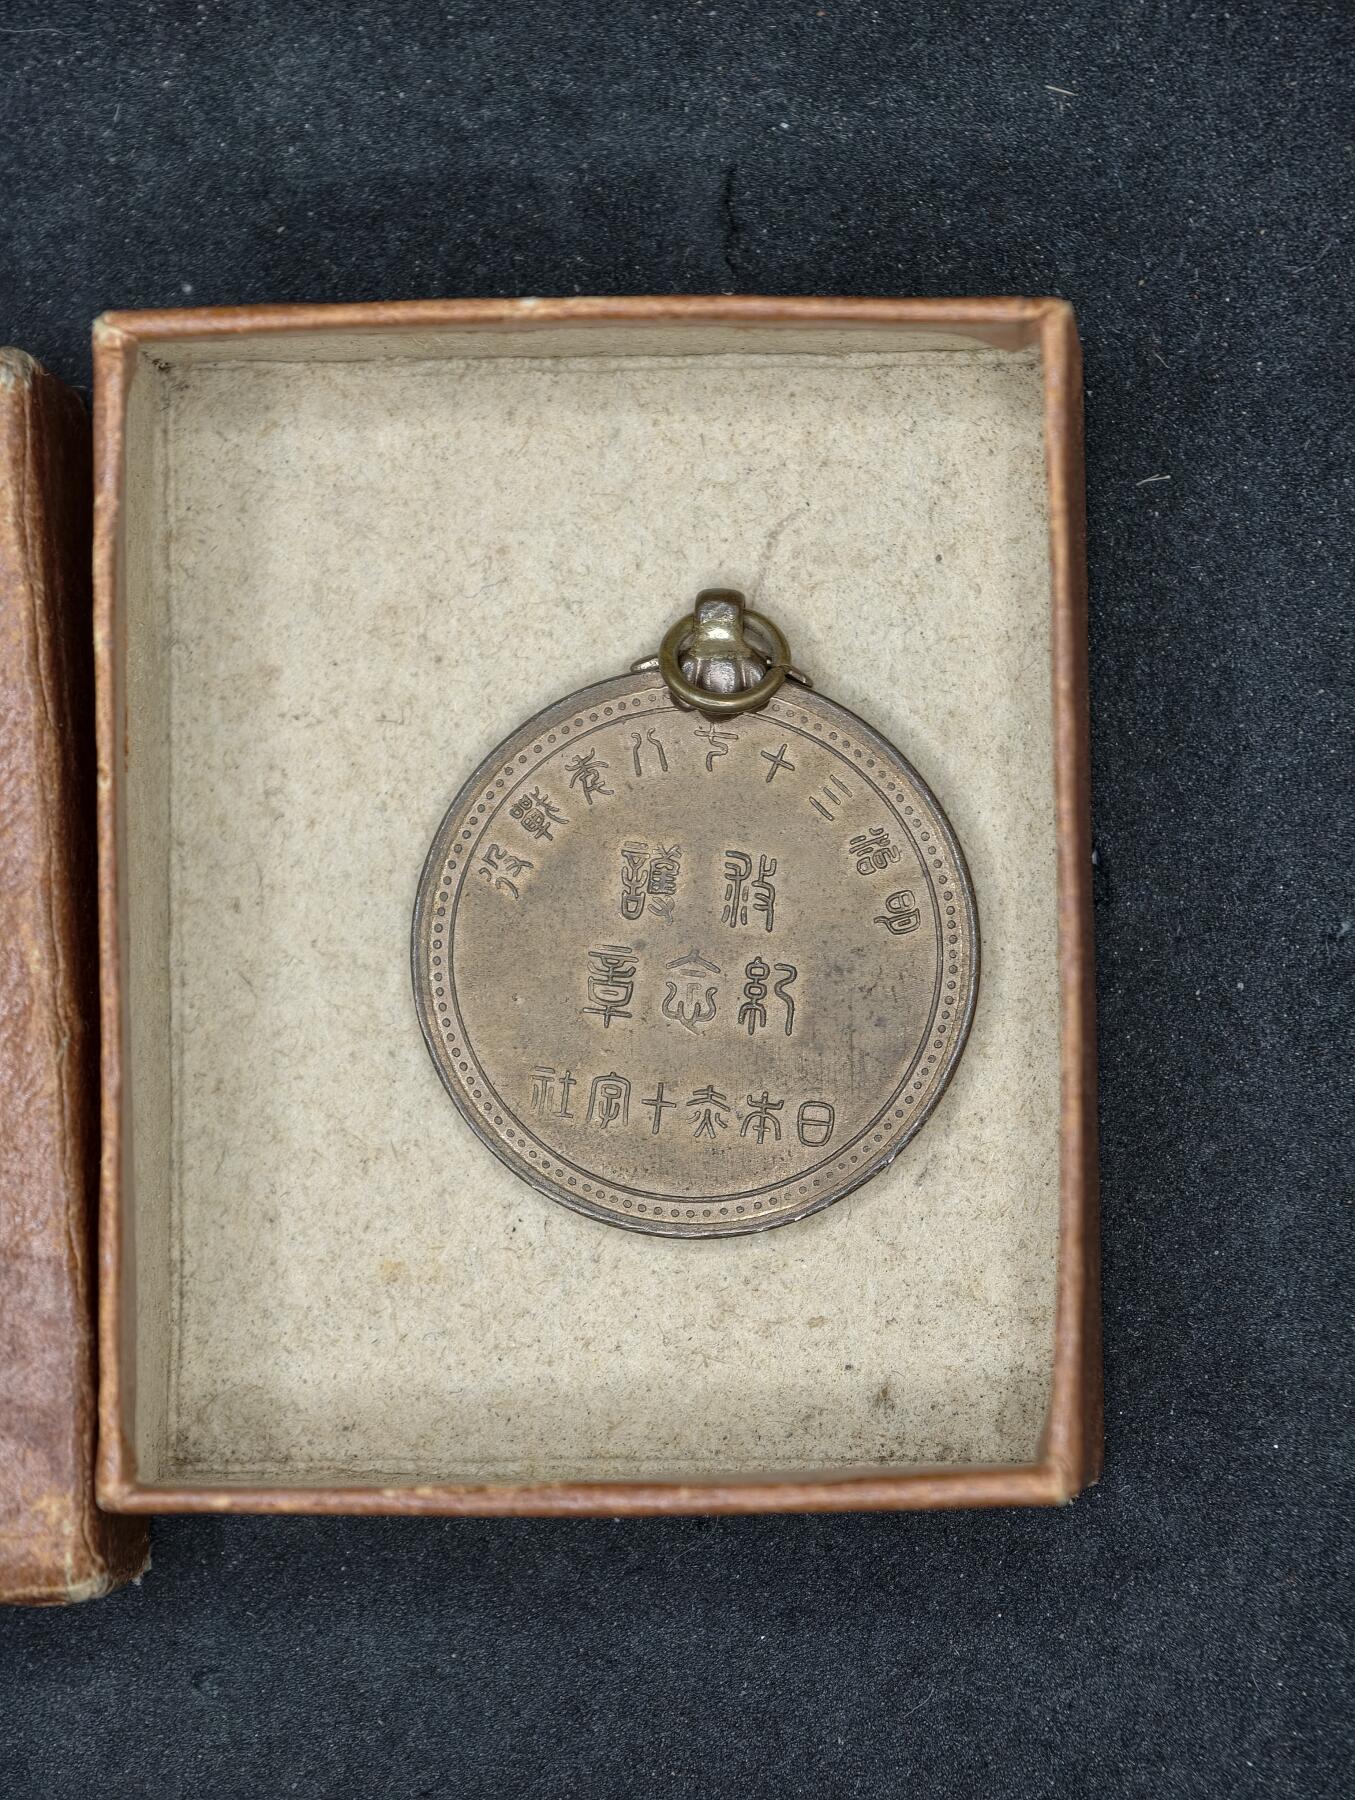 明治三十七八年戰役
救護
紀念章
日本赤十字社